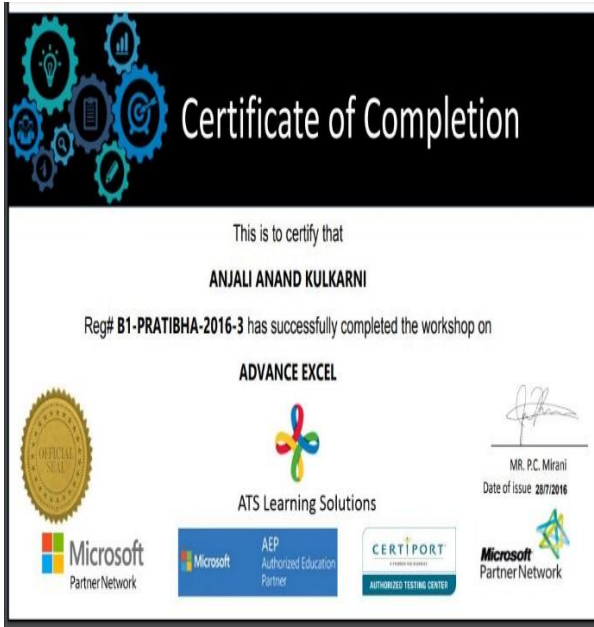 Certificate of Completion
This is to certify that
ANJALI ANAND KULKARNI
Reg# B1-PRATIBHA-2016-3 has successfully completed the workshop on
ADVANCE EXCEL
OFFICIAL
SEAL
ATS Learning Solutions
MR. P.C. Mirani
Date of issue 28/7/2016
Microsoft
Partner Network
Microsoft
AEP
Authorized Education
Partner
CERTIPORT
AUTHORIZED TESTING CENTER
Microsoft
Partner Network